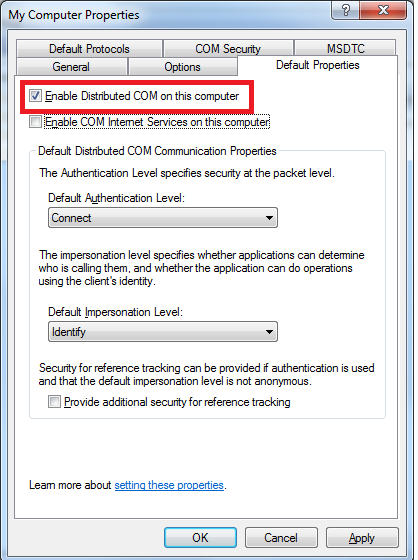 My Computer Properties
Default Protocols COM Security MSDTC
General Options Default Properties
Enable Distributed COM on this computer
Enable COM Internet Services on this computer
Default Distributed COM Communication Properties
The Authentication Level specifies security at the packet level.
Default Authentication Level:
Connect
The impersonation level specifies whether applications can determine
who is calling them, and whether the application can do operations
using the client's identity.
Default Impersonation Level:
Identify
Security for reference tracking can be provided if authentication is used
and that the default impersonation level is not anonymous.
Provide additional security for reference tracking
Learn more about setting these properties.
OK Cancel Apply